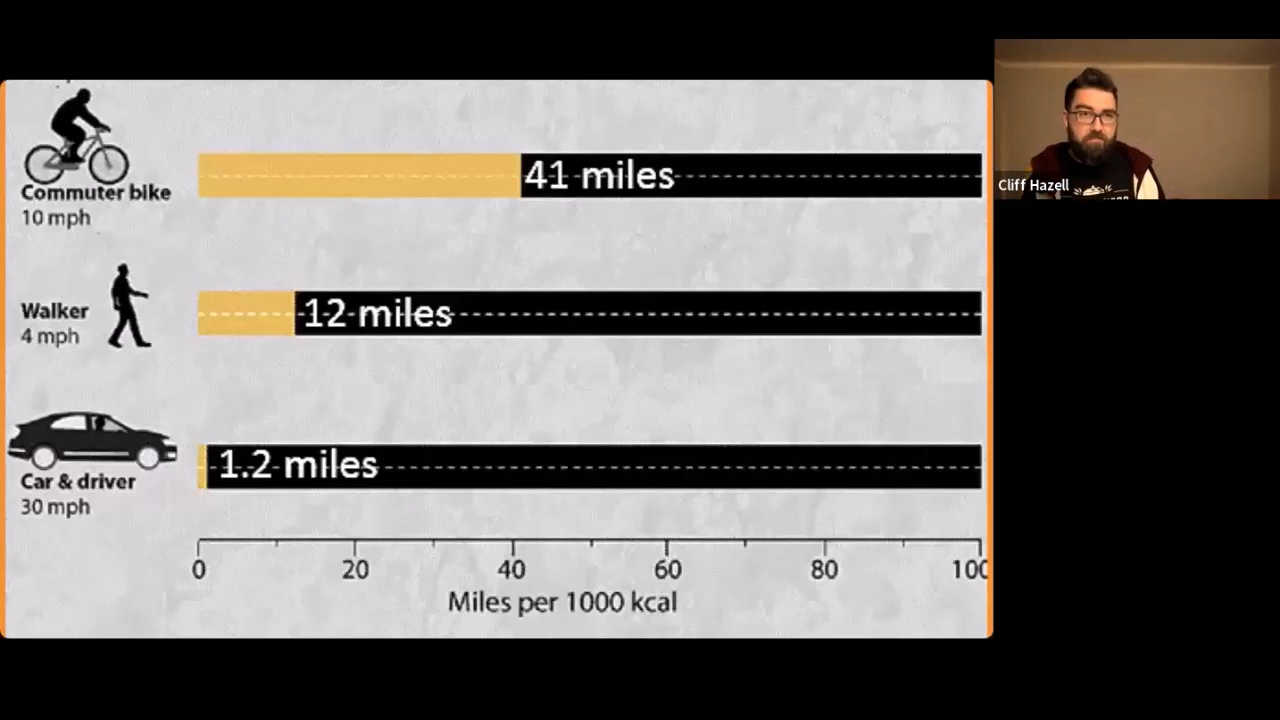 Commuter bike
10 mph
41 miles
Cliff Hazell
Walker
4 mph
12 miles
Car & driver
30 mph
1.2 miles
0 20 40 60 80 100
Miles per 1000 kcal